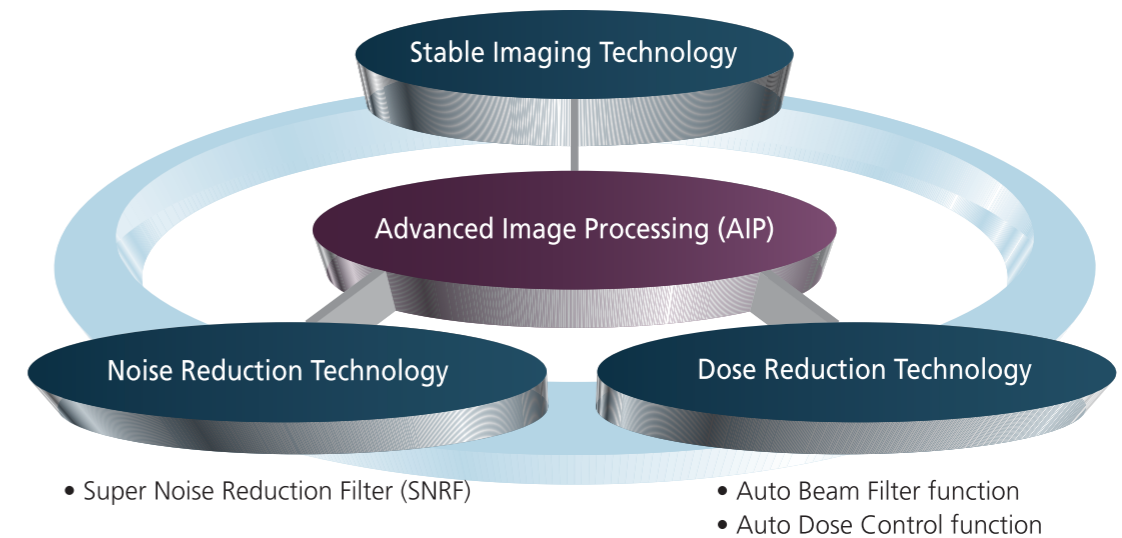 Stable Imaging Technology
Advanced Image Processing (AIP)
Noise Reduction Technology
Dose Reduction Technology
• Super Noise Reduction Filter (SNRF)
• Auto Beam Filter function
• Auto Dose Control function